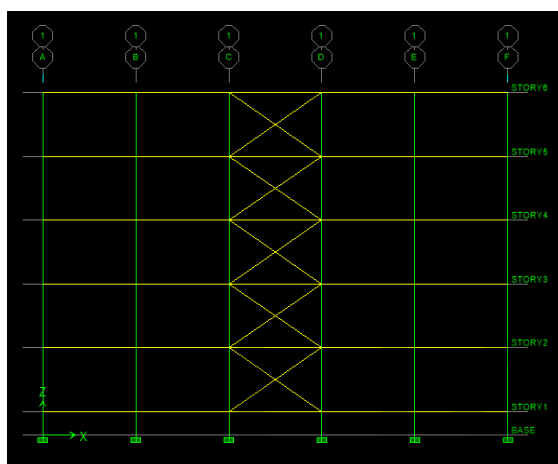 1 1 1 1 1 1
A B C D E F
STORY6
STORY5
STORY4
STORY3
STORY2
Z
STORY1
X
BASE